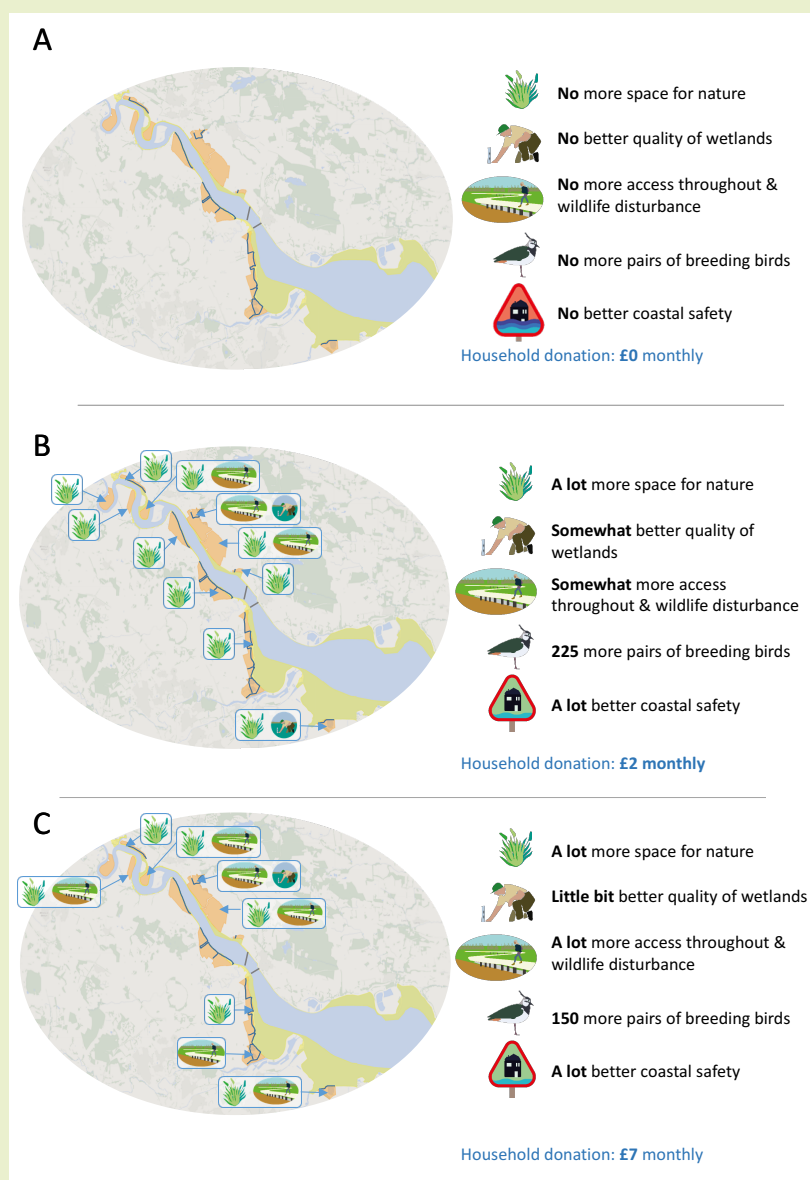 A
No more space for nature
No better quality of wetlands
No more access throughout &
wildlife disturbance
No more pairs of breeding birds
No better coastal safety
Household donation: £0 monthly
B
A lot more space for nature
Somewhat better quality of
wetlands
Somewhat more access
throughout & wildlife disturbance
225 more pairs of breeding birds
A lot better coastal safety
Household donation: £2 monthly
C
A lot more space for nature
Little bit better quality of wetlands
A lot more access throughout &
wildlife disturbance
150 more pairs of breeding birds
A lot better coastal safety
Household donation: £7 monthly